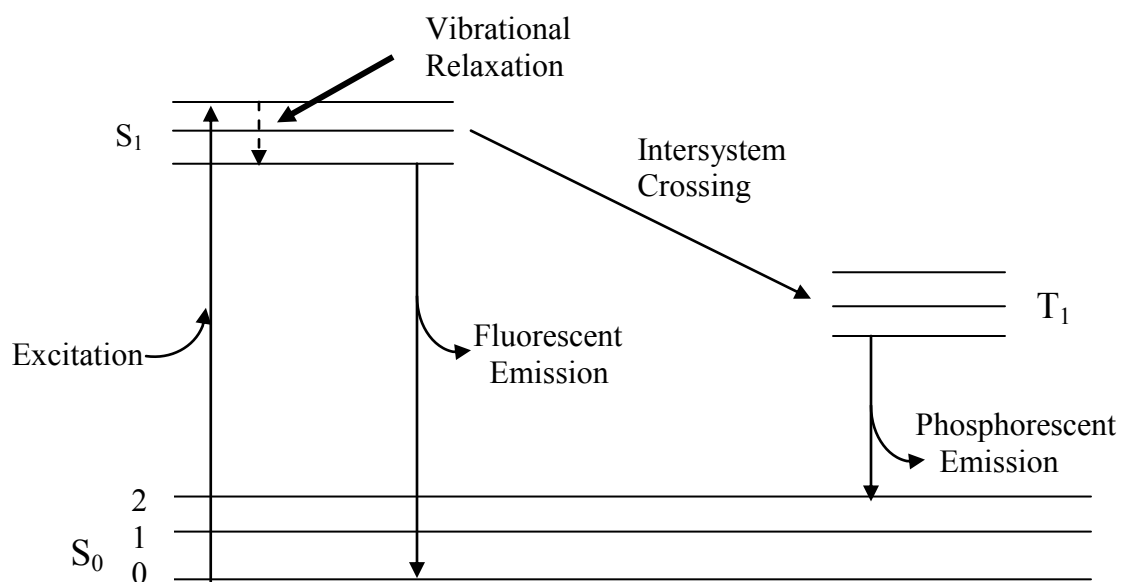 Vibrational
Relaxation
S₁
Intersystem
Crossing
T₁
Excitation
Fluorescent
Emission
Phosphorescent
Emission
2
1
S₀
0